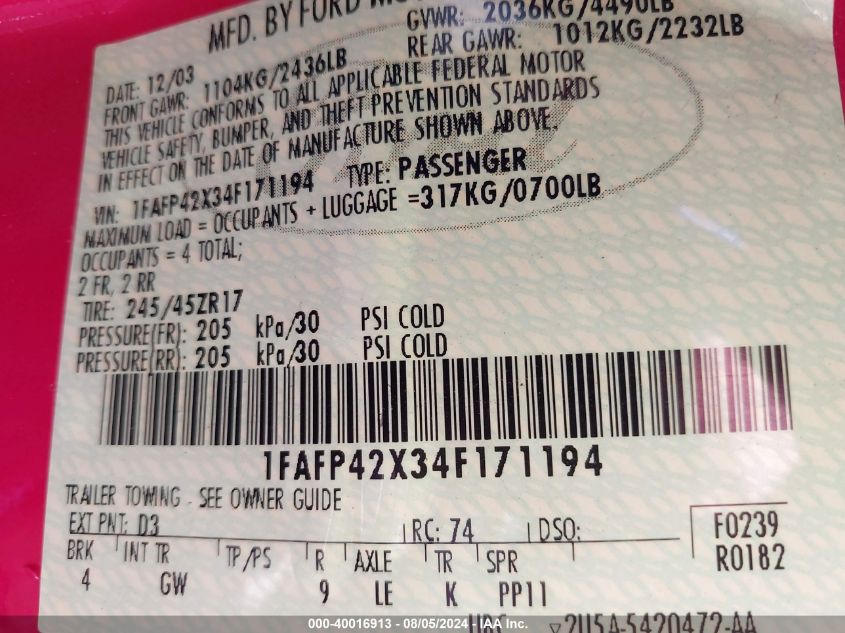 MFD. BY FORD
GVWR: 2036KG/4490LB
DATE: 12/03
REAR GAWR: 1012KG/2232LB
FRONT GAWR: 1104KG/2436LB
THIS VEHICLE CONFORMS TO ALL APPLICABLE FEDERAL MOTOR
VEHICLE SAFETY, BUMPER, AND THEFT PREVENTION STANDARDS
IN EFFECT ON THE DATE OF MANUFACTURE SHOWN ABOVE.
VIN: 1FAFP42X34F171194 TYPE: PASSENGER
MAXIMUM LOAD = OCCUPANTS + LUGGAGE =317KG/0700LB
OCCUPANTS = 4 TOTAL;
2 FR, 2 RR
TIRE: 245/45ZR17
PRESSURE(FR): 205 kPa/30 PSI COLD
PRESSURE(RR): 205 kPa/30 PSI COLD
1FAFP42X34F171194
TRAILER TOWING - SEE OWNER GUIDE
EXT PNT: D3 RC: 74 DSO: F0239
BRK INT TR TP/PS R AXLE TR SPR R0182
4 GW 9 LE K PP11
2U5A-5420472-AA
000-40016913 - 08/05/2024 - IAA, Inc.